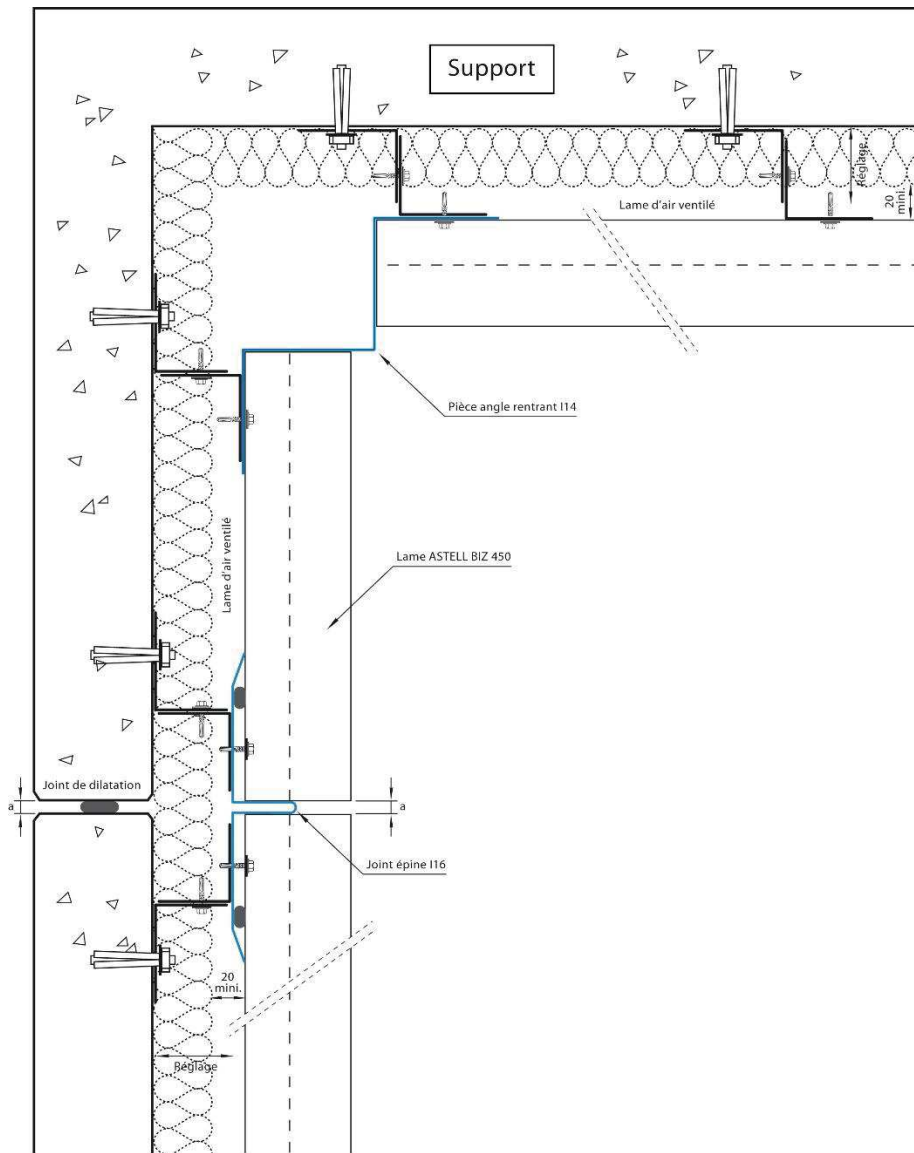 Support
Réglage
Lame d'air ventilé
20
mini.
Pièce angle rentrant I14
Lame d'air ventilé
Lame ASTELL BIZ 450
Joint de dilatation
a
a
Joint épine I16
20
mini.
Réglage